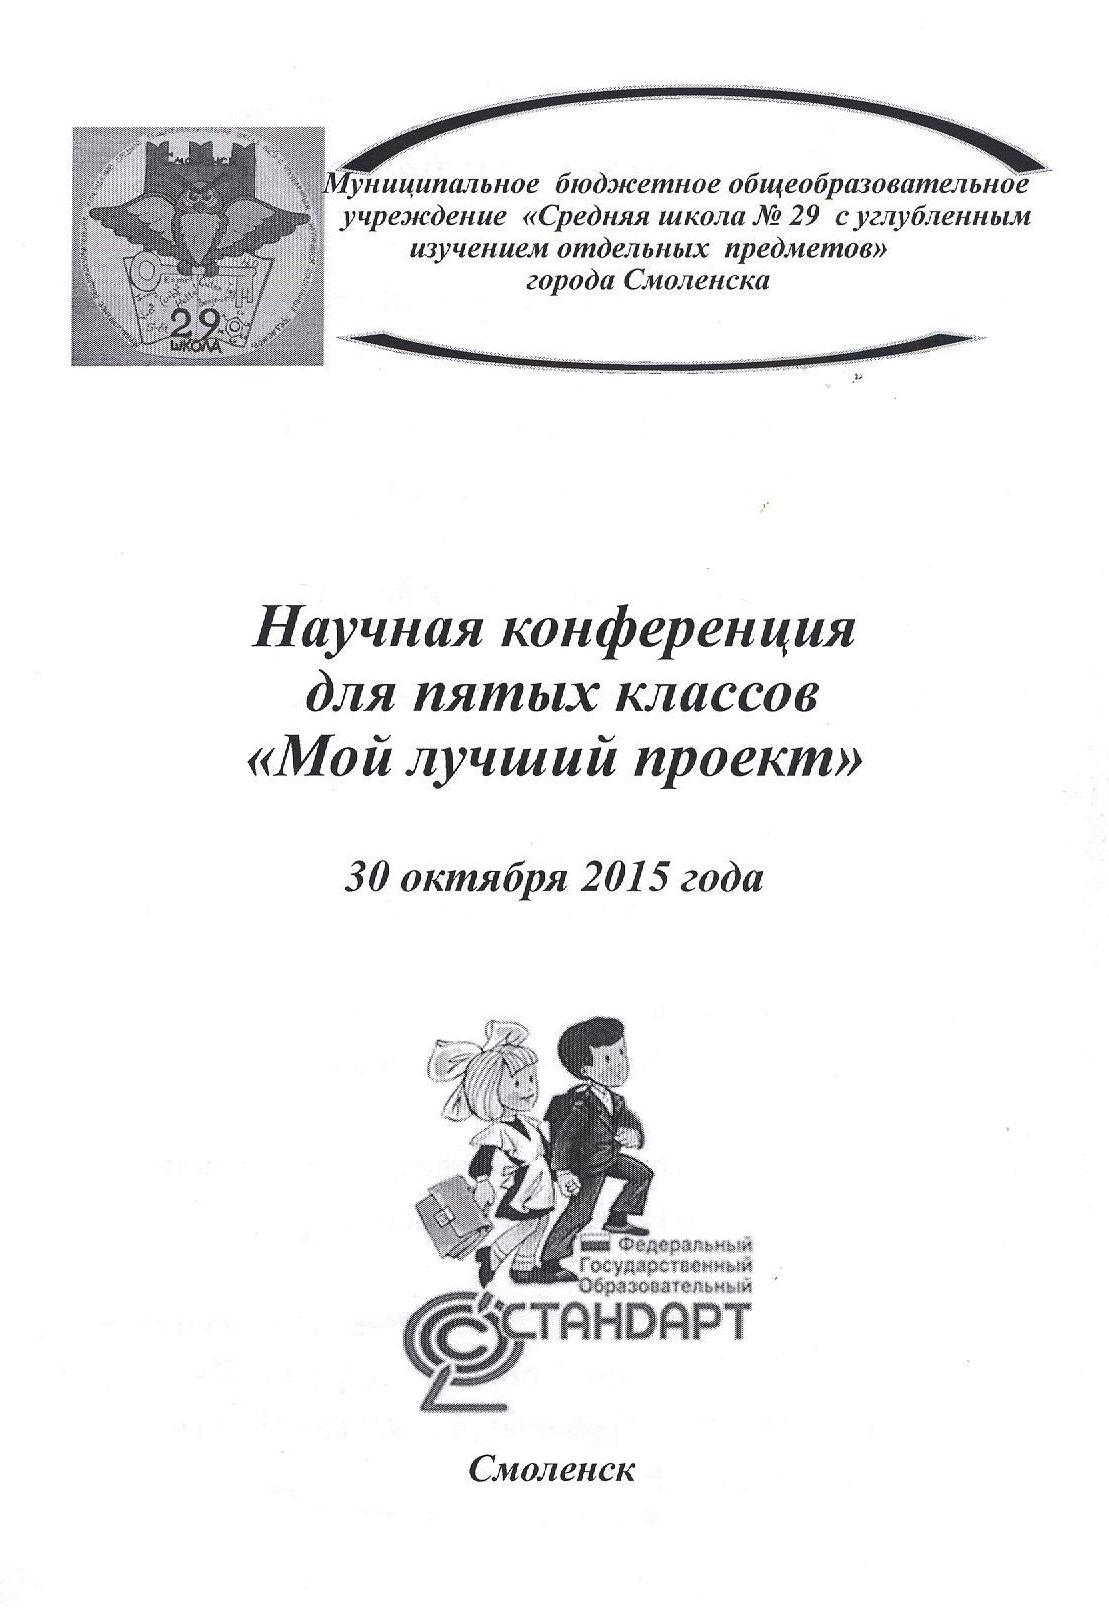 Муниципальное бюджетное общеобразовательное
учреждение «Средняя школа № 29 с углубленным
изучением отдельных предметов»
города Смоленска
29
ШКОЛА
Научная конференция
для пятых классов
«Мой лучший проект»
30 октября 2015 года
Федеральный
Государственный
Образовательный
СТАНДАРТ
Смоленск